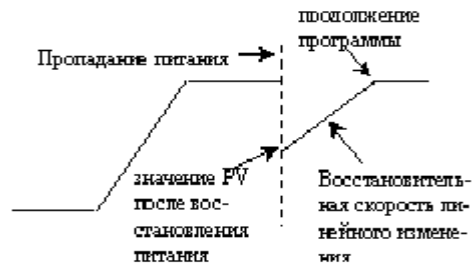 продолжение
программы
Пропадание питания
значение PV
после вос-
становления
питания
Восстановитель-
ная скорость ли-
нейного измене-
ния